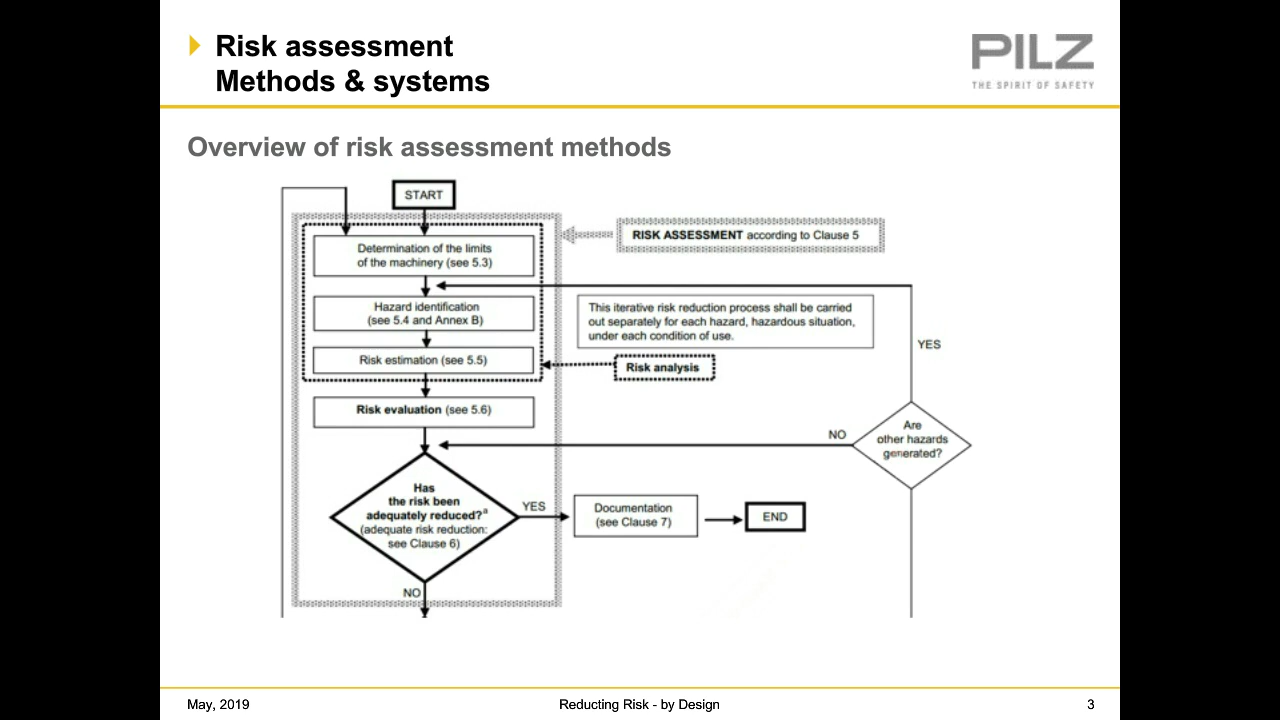 Risk assessment
Methods & systems
PILZ
THE SPIRIT OF SAFETY
Overview of risk assessment methods
START
RISK ASSESSMENT according to Clause 5
Determination of the limits
of the machinery (see 5.3)
Hazard identification
(see 5.4 and Annex B)
This iterative risk reduction process shall be carried
out separately for each hazard, hazardous situation,
under each condition of use.
YES
Risk estimation (see 5.5)
Risk analysis
Risk evaluation (see 5.6)
NO
Are
other hazards
generated?
Has
the risk been
adequately reduced?a
(adequate risk reduction:
see Clause 6)
YES
Documentation
(see Clause 7)
END
NO
May, 2019
Reducting Risk - by Design
3